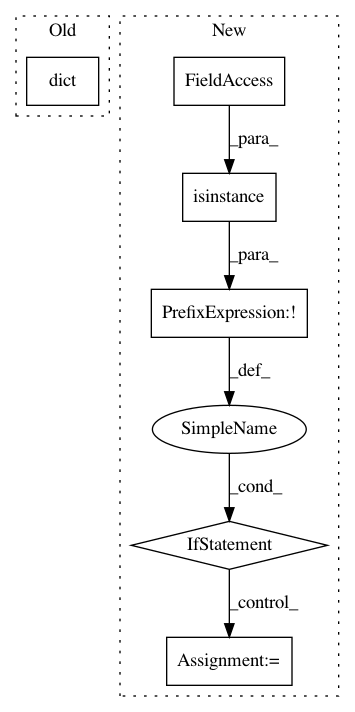 Old
New
dict
FieldAccess
_para_
isinstance
_para_
PrefixExpression:!
_def_
SimpleName
_cond_
IfStatement
_control_
Assignment:=